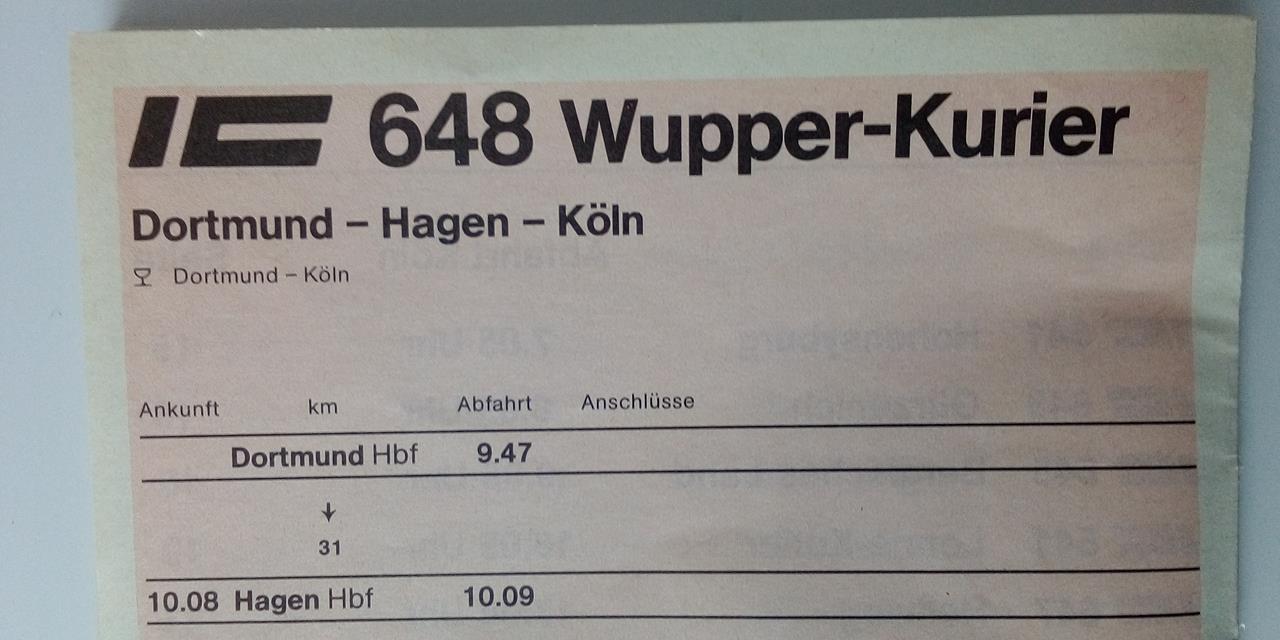 IC 648 Wupper-Kurier
Dortmund – Hagen – Köln
Dortmund – Köln
Ankunft km Abfahrt Anschlüsse
Dortmund Hbf 9.47
↓
31
10.08 Hagen Hbf 10.09